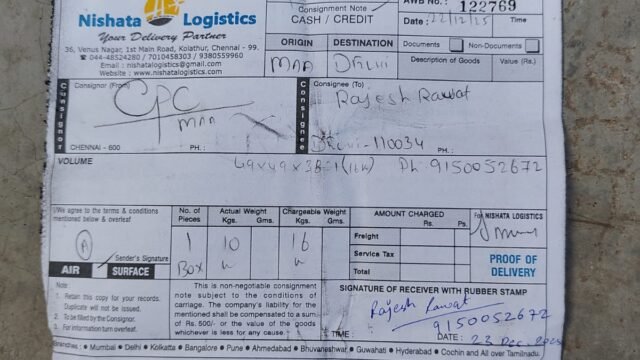 Nishata Logistics
Your Delivery Partner
36, Venus Nagar, 1st Main Road, Kolathur, Chennai - 99.
☎ 044-48524280 / 7010458303 / 9380559960
Email : nishatalogistics@gmail.com
Website : www.nishatalogistics.com
Consignment Note
CASH / CREDIT
AWB No.: 122769
Date : 22/12/25 Time
ORIGIN DESTINATION
MAA DELHI
Documents Non-Documents
Description of Goods Value (Rs.)
Consignor
Consignor (From)
CPC
MAA
CHENNAI - 600 PH. :
Consignee
Consignee (To)
Rajesh Rawat
Delhi - 110034
PH. :
VOLUME
Ph: 9150052672
I/We agree to the terms & conditions
mentioned below & overleaf
A
Sender's Signature
AIR SURFACE
No. of Pieces
Actual Weight
Kgs. Gms.
Chargeable Weight
Kgs. Gms.
1 10 16
BOX
AMOUNT CHARGED
Rs. Ps.
Freight
Service Tax
Total
For NISHATA LOGISTICS
PROOF OF DELIVERY
Note
1. Retain this copy for your records.
Duplicate will not be issued.
2. To be filled by the Consignor.
3. For information turn overleaf.
This is non-negotiable consignment
note subject to the conditions of
carriage. The company's liability for the
mentioned shall be compensated to a sum
of Rs. 500/- or the value of the goods
whichever is less for any cause.
SIGNATURE OF RECEIVER WITH RUBBER STAMP
Rajesh Rawat
9150052672
TIME : DATE : 23 Dec 2025
Branches : • Mumbai • Delhi • Kolkatta • Bangalore • Pune • Ahmedabad • Bhuvaneshwar • Guwahati • Hyderabad • Cochin and All over Tamilnadu